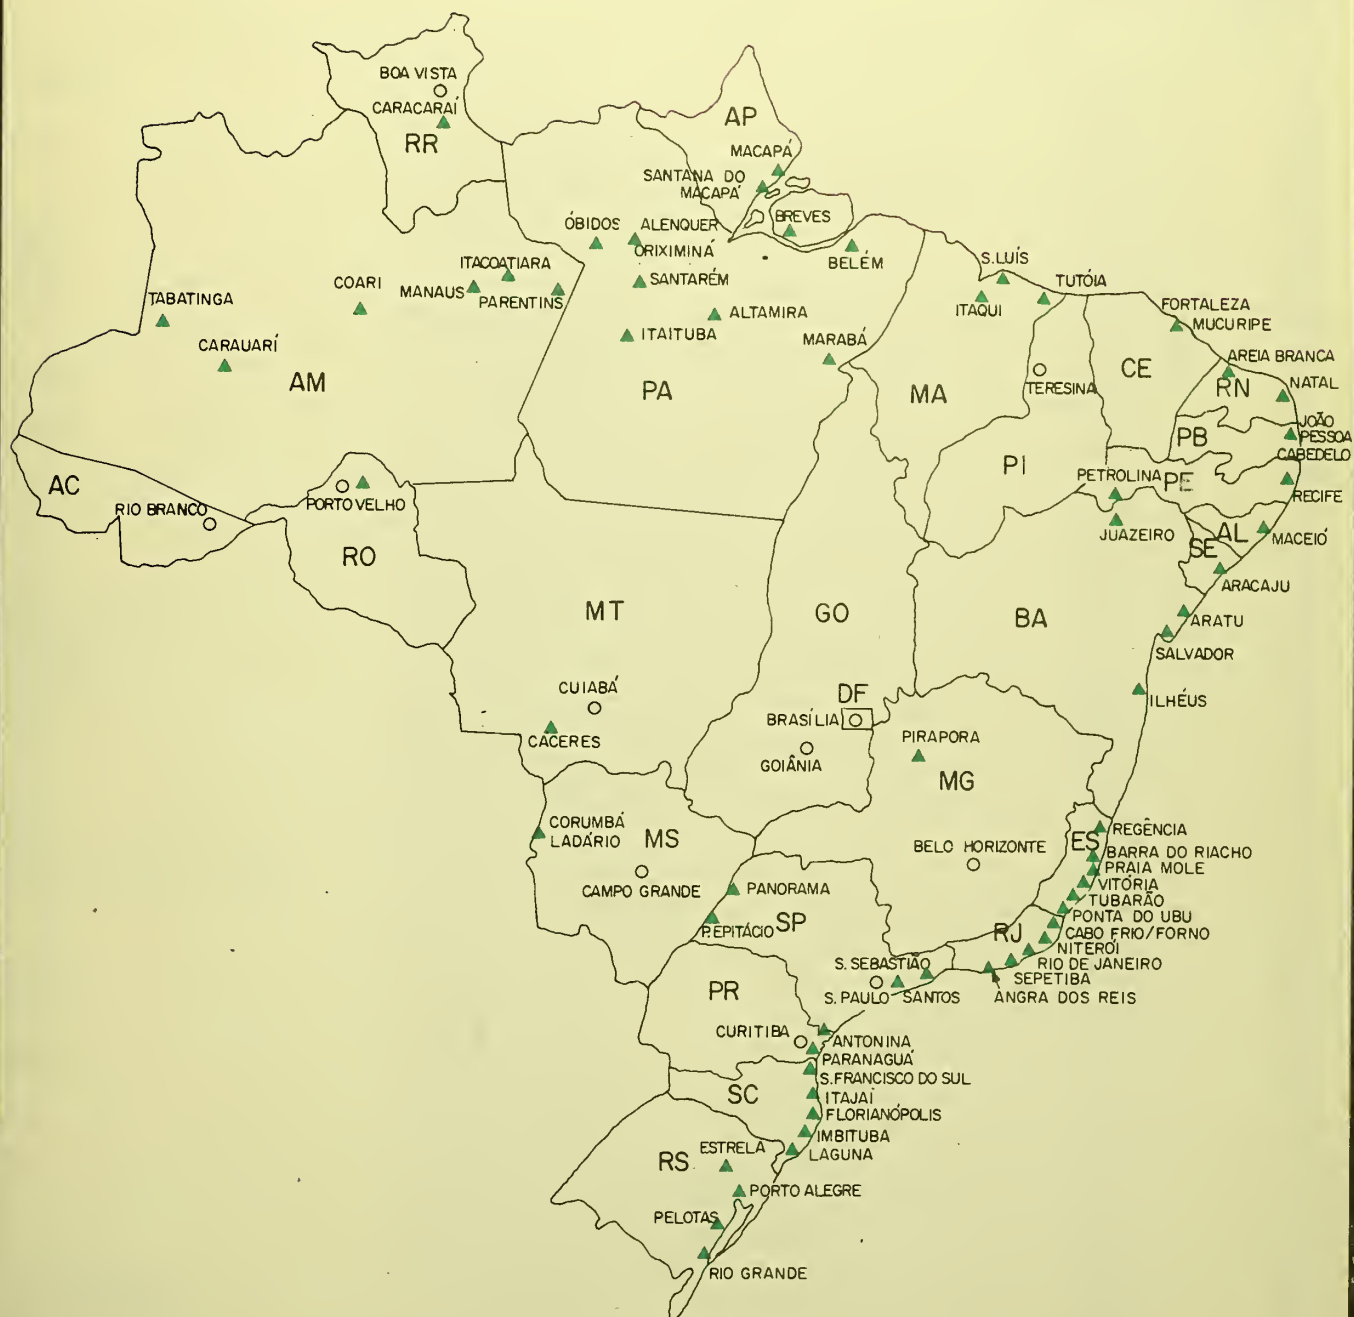 BOA VISTA
CARACARAÍ
RR
AP
MACAPÁ
SANTANA DO
MACAPÁ
BREVES
BELÉM
ÓBIDOS
ALENQUER
ORIXIMINÁ
SANTARÉM
ALTAMIRA
ITAITUBA
MARABÁ
PA
ITACOATIARA
MANAUS
PARENTINS
COARI
TABATINGA
CARAUARÍ
AM
S.LUÍS
ITAQUI
TUTÓIA
MA
TERESINA
PI
FORTALEZA
MUCURIPE
CE
AREIA BRANCA
RN
NATAL
JOÃO
PESSOA
PB
CABEDELO
PETROLINA
PE
RECIFE
JUAZEIRO
AL
MACEIÓ
SE
ARACAJU
AC
RIO BRANCO
PORTO VELHO
RO
MT
GO
BA
ARATU
SALVADOR
ILHÉUS
CUIABÁ
CÁCERES
DF
BRASÍLIA
GOIÂNIA
PIRAPORA
MG
BELO HORIZONTE
CORUMBÁ
LADÁRIO
MS
CAMPO GRANDE
PANORAMA
P.EPITÁCIO
SP
ES
REGÊNCIA
BARRA DO RIACHO
PRAIA MOLE
VITÓRIA
TUBARÃO
PONTA DO UBU
CABO FRIO/FORNO
RJ
NITERÓI
RIO DE JANEIRO
SEPETIBA
ANGRA DOS REIS
S. SEBASTIÃO
S. PAULO
SANTOS
PR
CURITIBA
ANTONINA
PARANAGUÁ
S.FRANCISCO DO SUL
SC
ITAJAÍ
FLORIANÓPOLIS
IMBITUBA
LAGUNA
RS
ESTRELA
PORTO ALEGRE
PELOTAS
RIO GRANDE